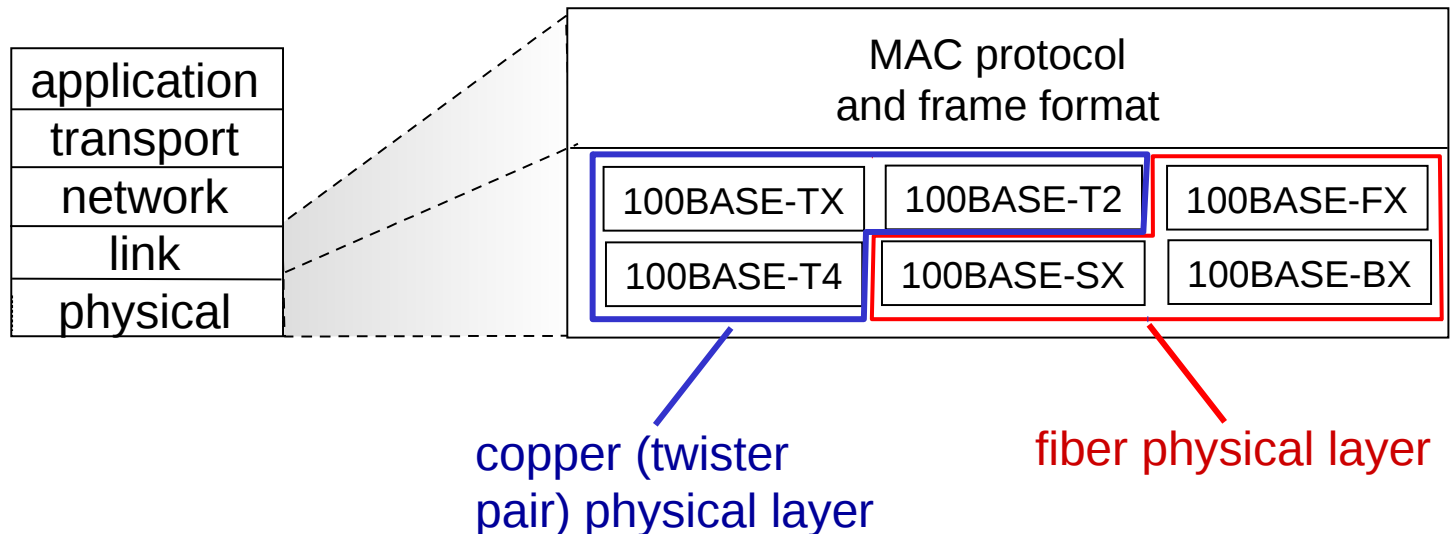 application
transport
network
link
physical
MAC protocol
and frame format
100BASE-TX
100BASE-T2
100BASE-FX
100BASE-T4
100BASE-SX
100BASE-BX
copper (twister
pair) physical layer
fiber physical layer